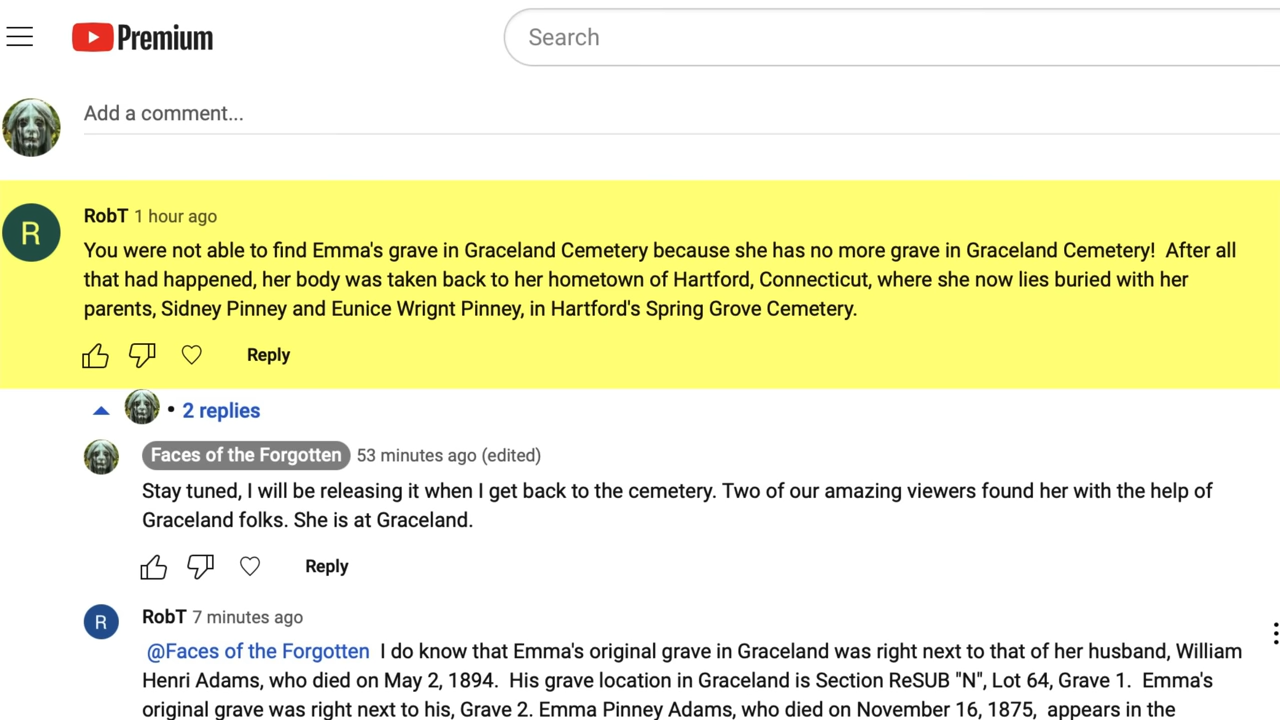 Premium
Search
Add a comment...
R
RobT 1 hour ago
You were not able to find Emma's grave in Graceland Cemetery because she has no more grave in Graceland Cemetery! After all
that had happened, her body was taken back to her hometown of Hartford, Connecticut, where she now lies buried with her
parents, Sidney Pinney and Eunice Wrignt Pinney, in Hartford's Spring Grove Cemetery.
Reply
• 2 replies
Faces of the Forgotten 53 minutes ago (edited)
Stay tuned, I will be releasing it when I get back to the cemetery. Two of our amazing viewers found her with the help of
Graceland folks. She is at Graceland.
Reply
R
RobT 7 minutes ago
@Faces of the Forgotten I do know that Emma's original grave in Graceland was right next to that of her husband, William
Henri Adams, who died on May 2, 1894. His grave location in Graceland is Section ReSUB "N", Lot 64, Grave 1. Emma's
original grave was right next to his, Grave 2. Emma Pinney Adams, who died on November 16, 1875, appears in the